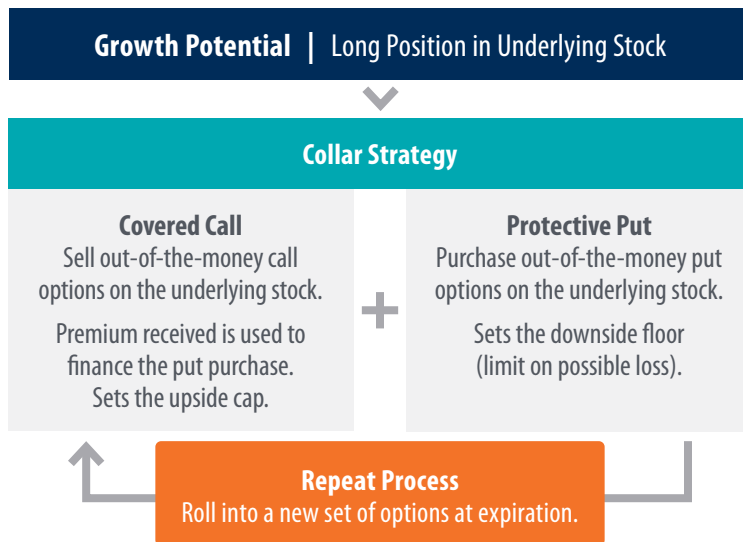 Growth Potential | Long Position in Underlying Stock
Collar Strategy
Covered Call
Sell out-of-the-money call
options on the underlying stock.
Premium received is used to
finance the put purchase.
Sets the upside cap.
+
Protective Put
Purchase out-of-the-money put
options on the underlying stock.
Sets the downside floor
(limit on possible loss).
Repeat Process
Roll into a new set of options at expiration.